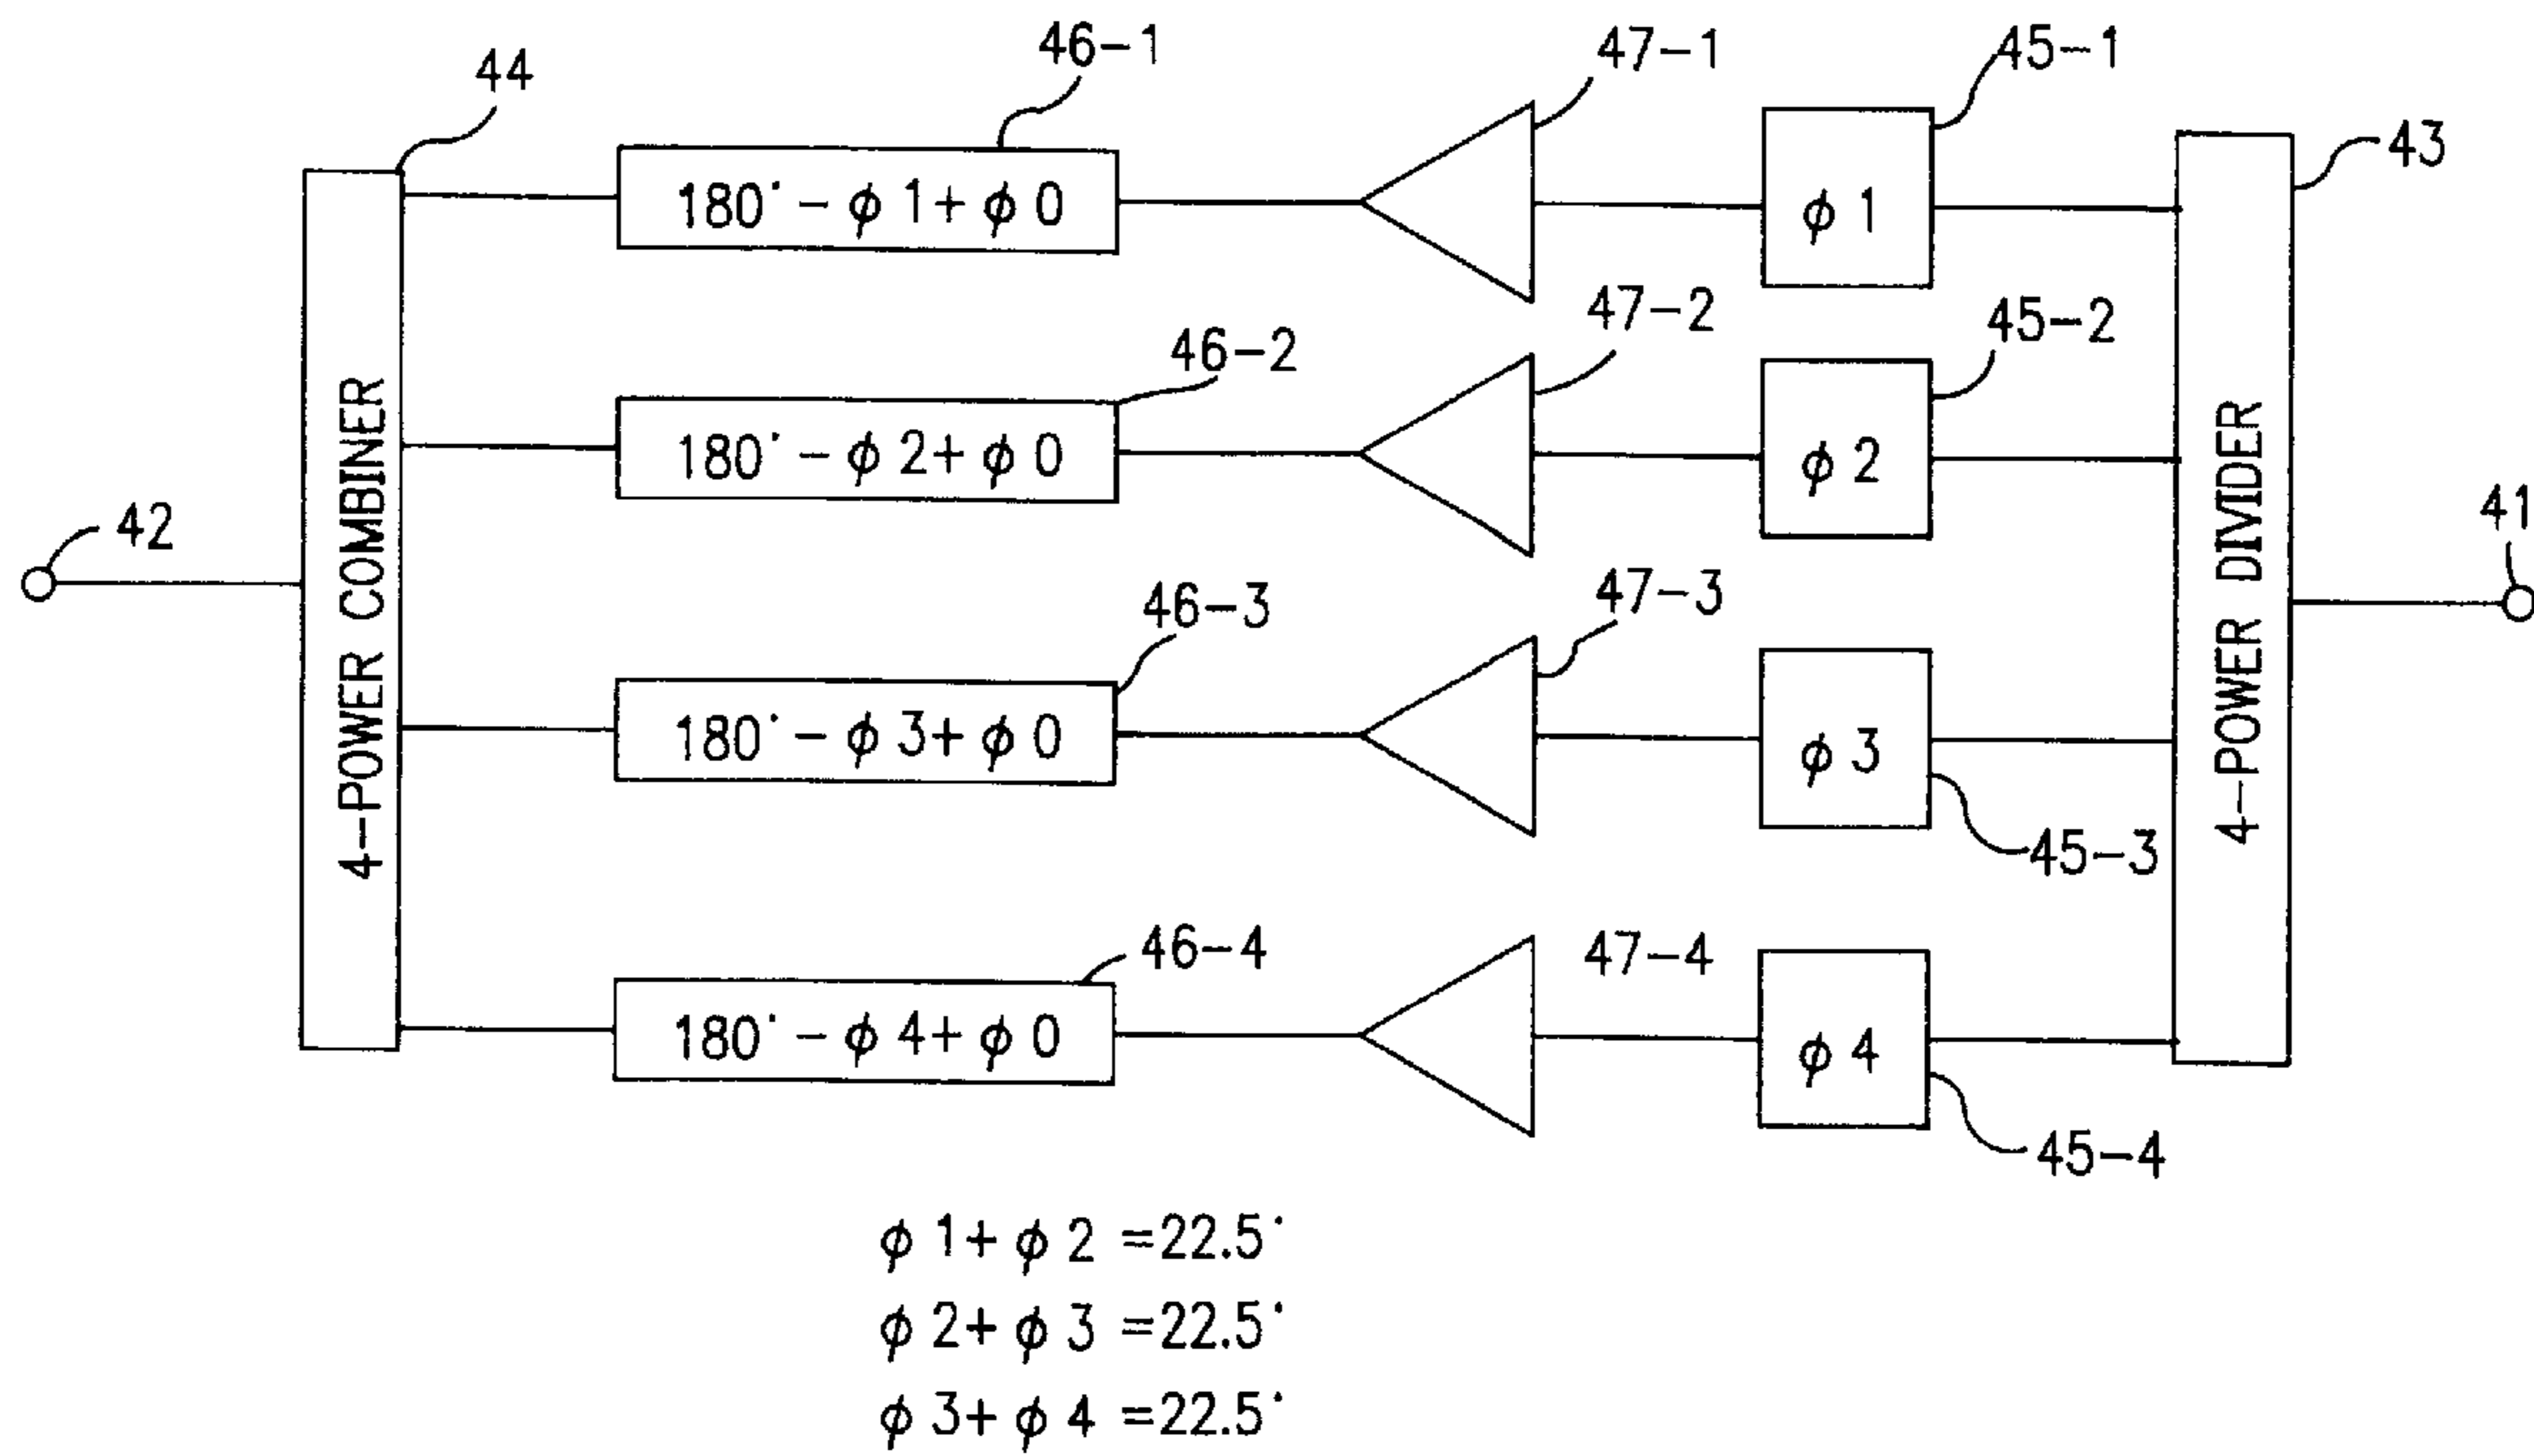 44
46-1
47-1
45-1
43
180° - φ 1+ φ 0
φ 1
46-2
47-2
45-2
180° - φ 2+ φ 0
φ 2
42
4-POWER COMBINER
4-POWER DIVIDER
41
46-3
47-3
180° - φ 3+ φ 0
φ 3
45-3
46-4
47-4
180° - φ 4+ φ 0
φ 4
45-4
φ 1+ φ 2 =22.5°
φ 2+ φ 3 =22.5°
φ 3+ φ 4 =22.5°